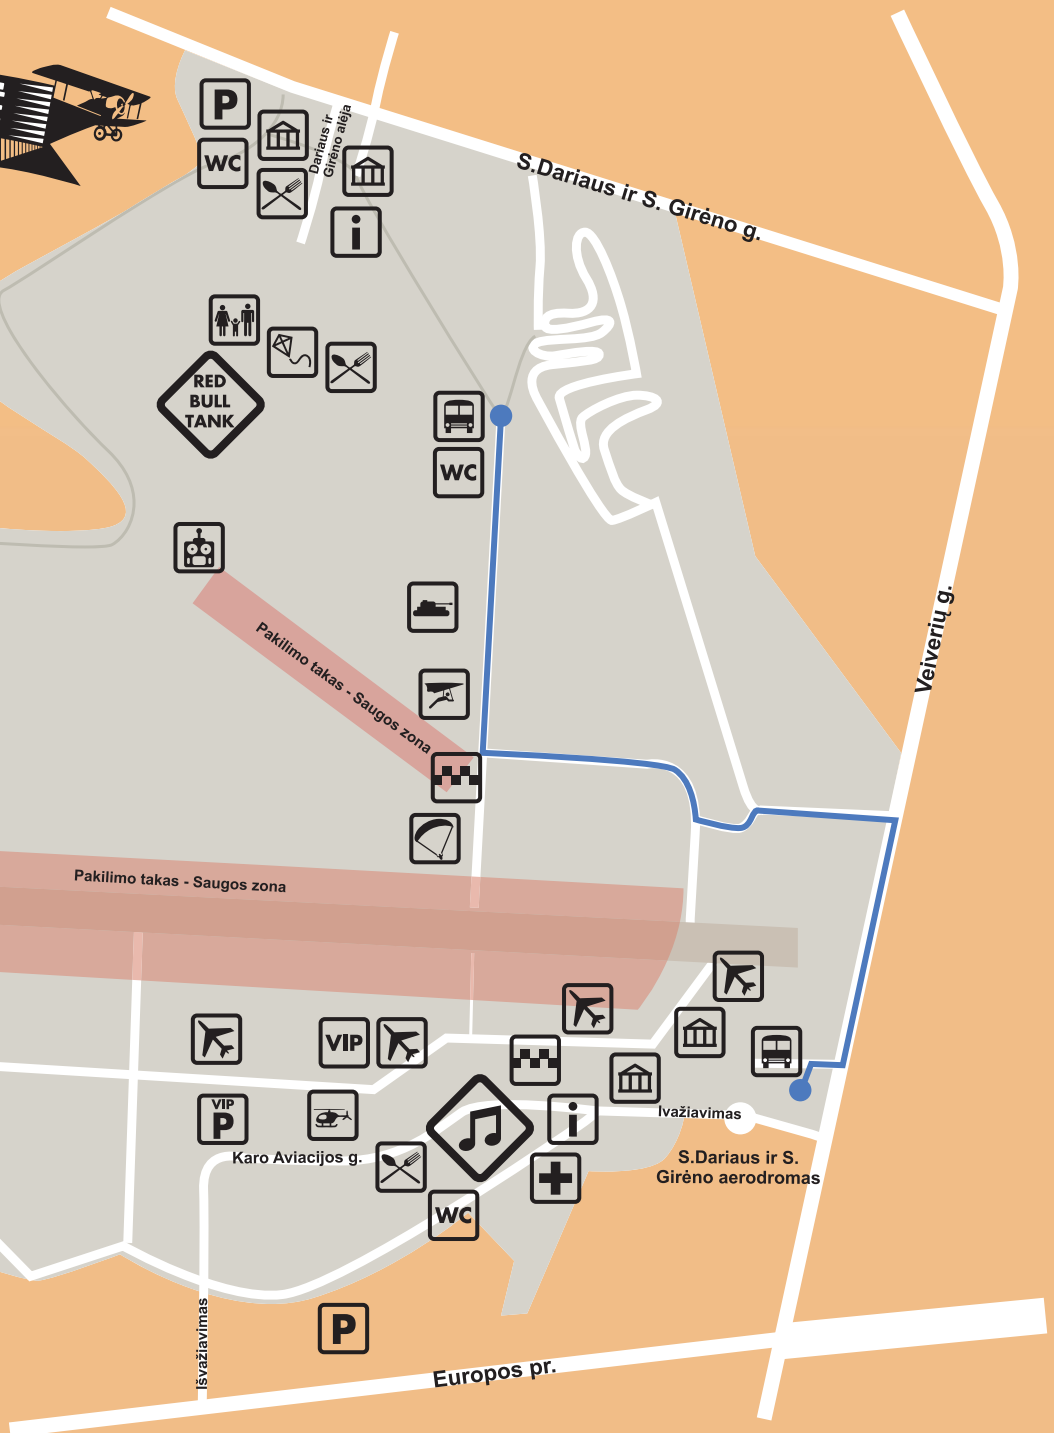 P
WC
Dariaus ir
Girėno alėja
i
S.Dariaus ir S. Girėno g.
RED
BULL
TANK
WC
Veiverių g.
Pakilimo takas - Saugos zona
Pakilimo takas - Saugos zona
VIP
VIP
P
i
Ivažiavimas
Karo Aviacijos g.
S.Dariaus ir S.
Girėno aerodromas
WC
Išvažiavimas
P
Europos pr.